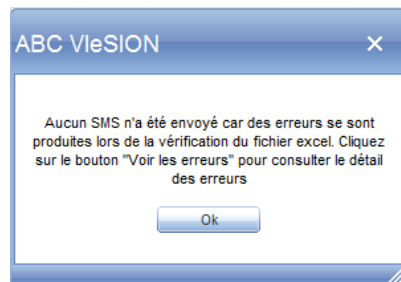 ABC VIeSION
Aucun SMS n'a été envoyé car des erreurs se sont
produites lors de la vérification du fichier excel. Cliquez
sur le bouton "Voir les erreurs" pour consulter le détail
des erreurs
Ok